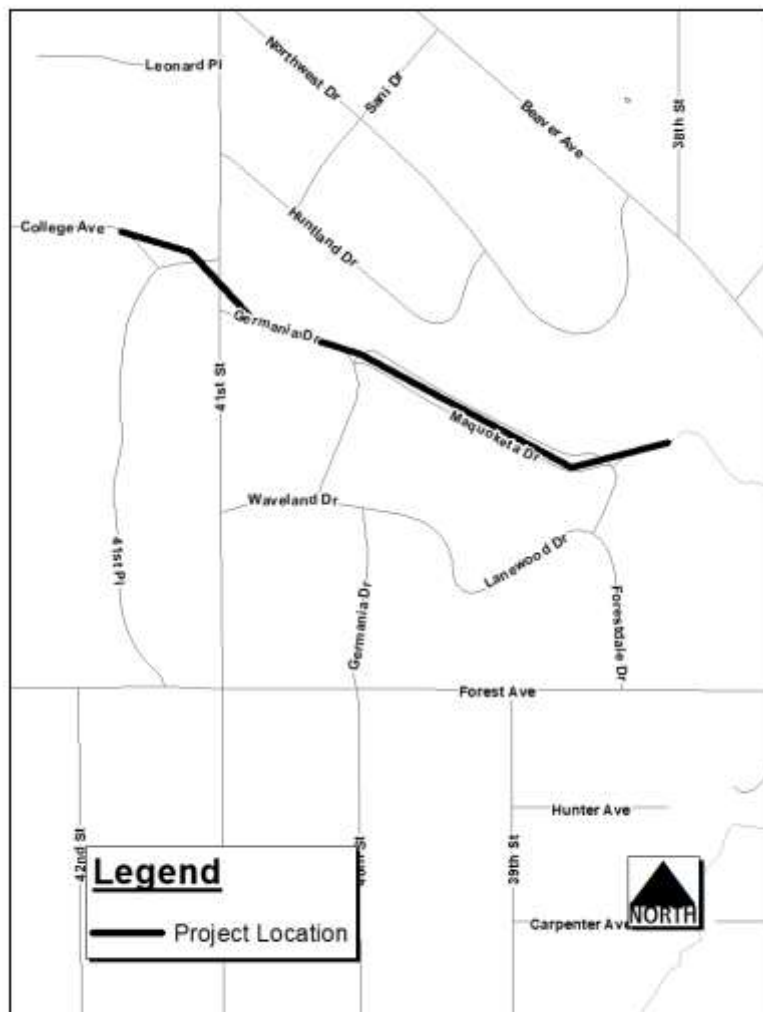 Leonard Pl
Northwest Dr
Sani Dr
Beaver Ave
38th St
College Ave
Huntland Dr
Germania Dr
41st St
Maquoketa Dr
Waveland Dr
41st Pl
Lanewood Dr
Germania Dr
Forestdale Dr
Forest Ave
Hunter Ave
42nd St
39th St
Legend
Project Location
NORTH
Carpenter Ave